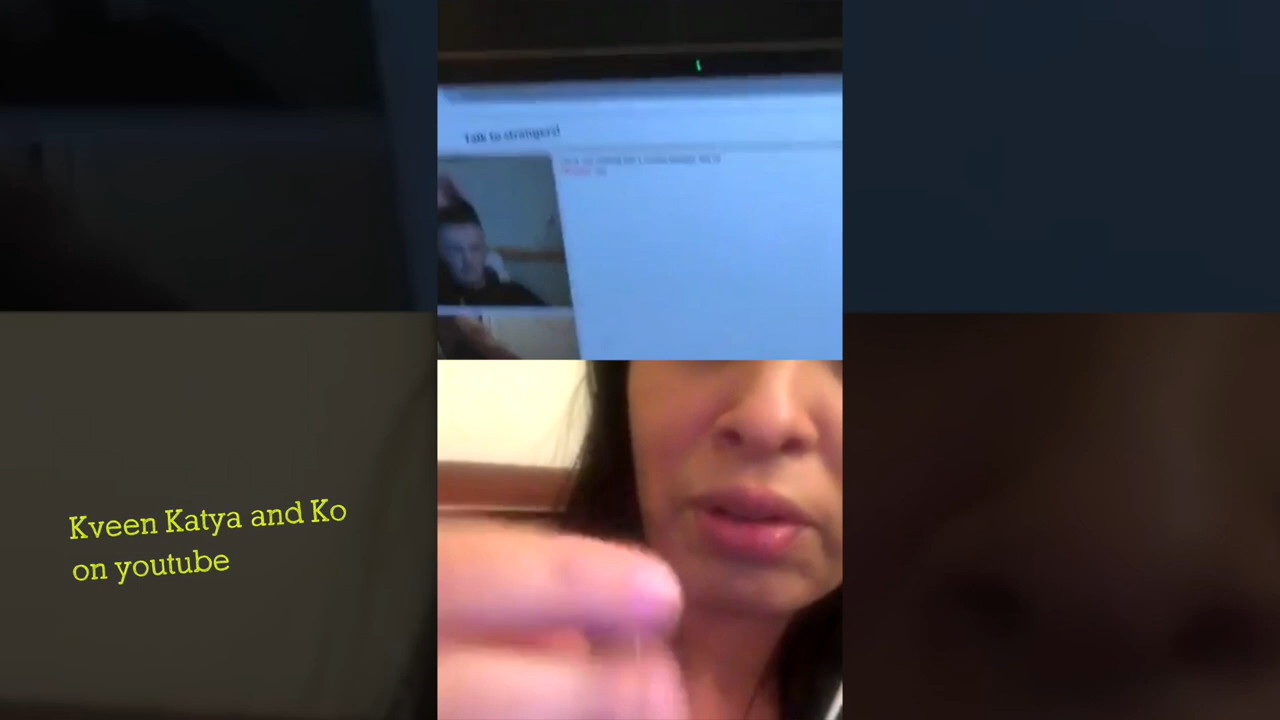 Talk to strangers!
Kveen Katya and Ko
on youtube